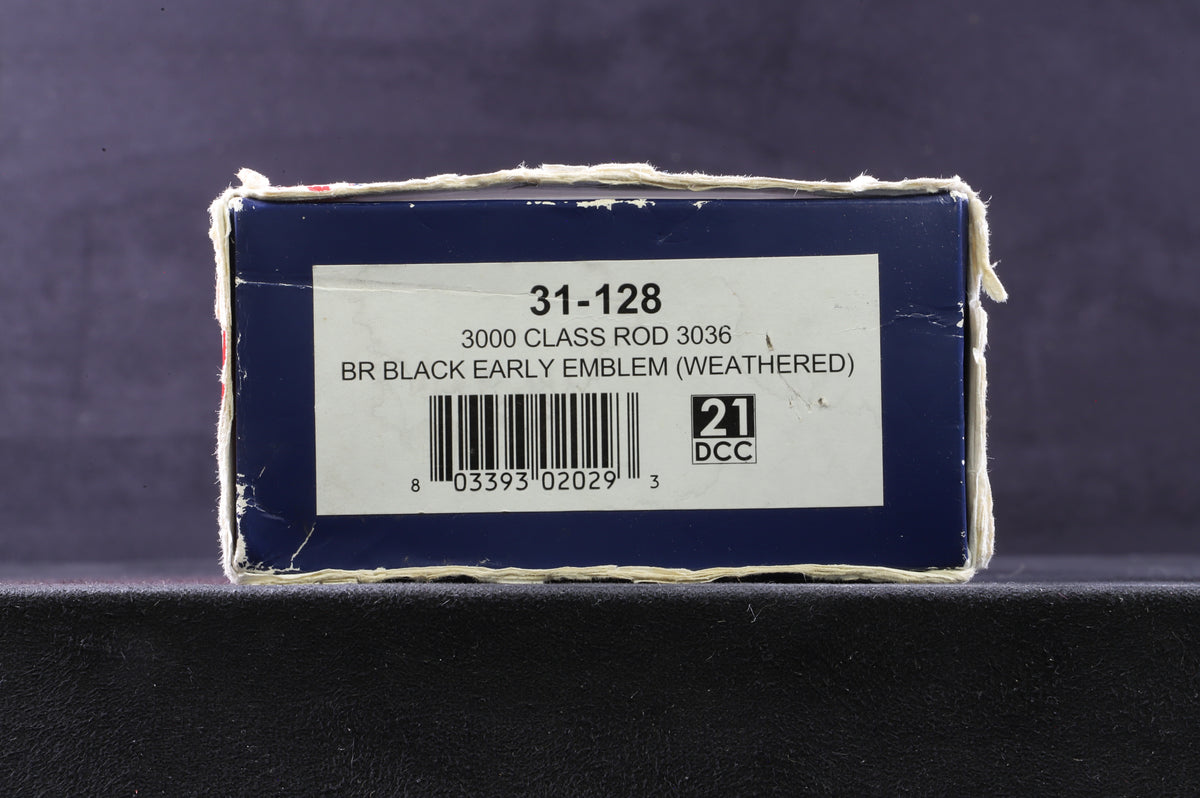 31-128
3000 CLASS ROD 3036
BR BLACK EARLY EMBLEM (WEATHERED)
21
DCC
8 03393 02029 3